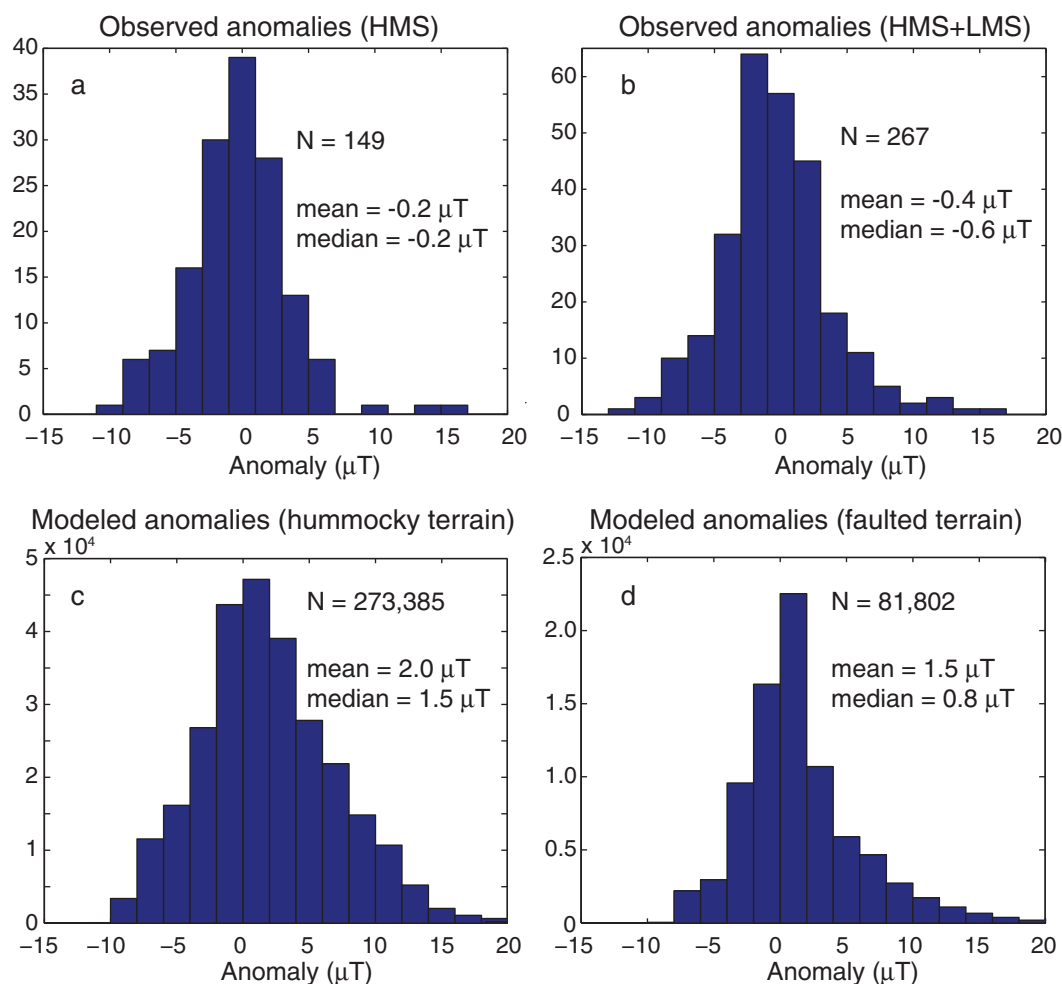 Observed anomalies (HMS)
40
35
30
25
20
15
10
5
0
a
N = 149
mean = -0.2 μT
median = -0.2 μT
−15 −10 −5 0 5 10 15 20
Anomaly (μT)
Observed anomalies (HMS+LMS)
60
50
40
30
20
10
0
b
N = 267
mean = -0.4 μT
median = -0.6 μT
−15 −10 −5 0 5 10 15 20
Anomaly (μT)
Modeled anomalies (hummocky terrain)
x 10⁴
5
4
3
2
1
0
c
N = 273,385
mean = 2.0 μT
median = 1.5 μT
−15 −10 −5 0 5 10 15 20
Anomaly (μT)
Modeled anomalies (faulted terrain)
x 10⁴
2.5
2.0
1.5
1.0
0.5
0
d
N = 81,802
mean = 1.5 μT
median = 0.8 μT
−15 −10 −5 0 5 10 15 20
Anomaly (μT)